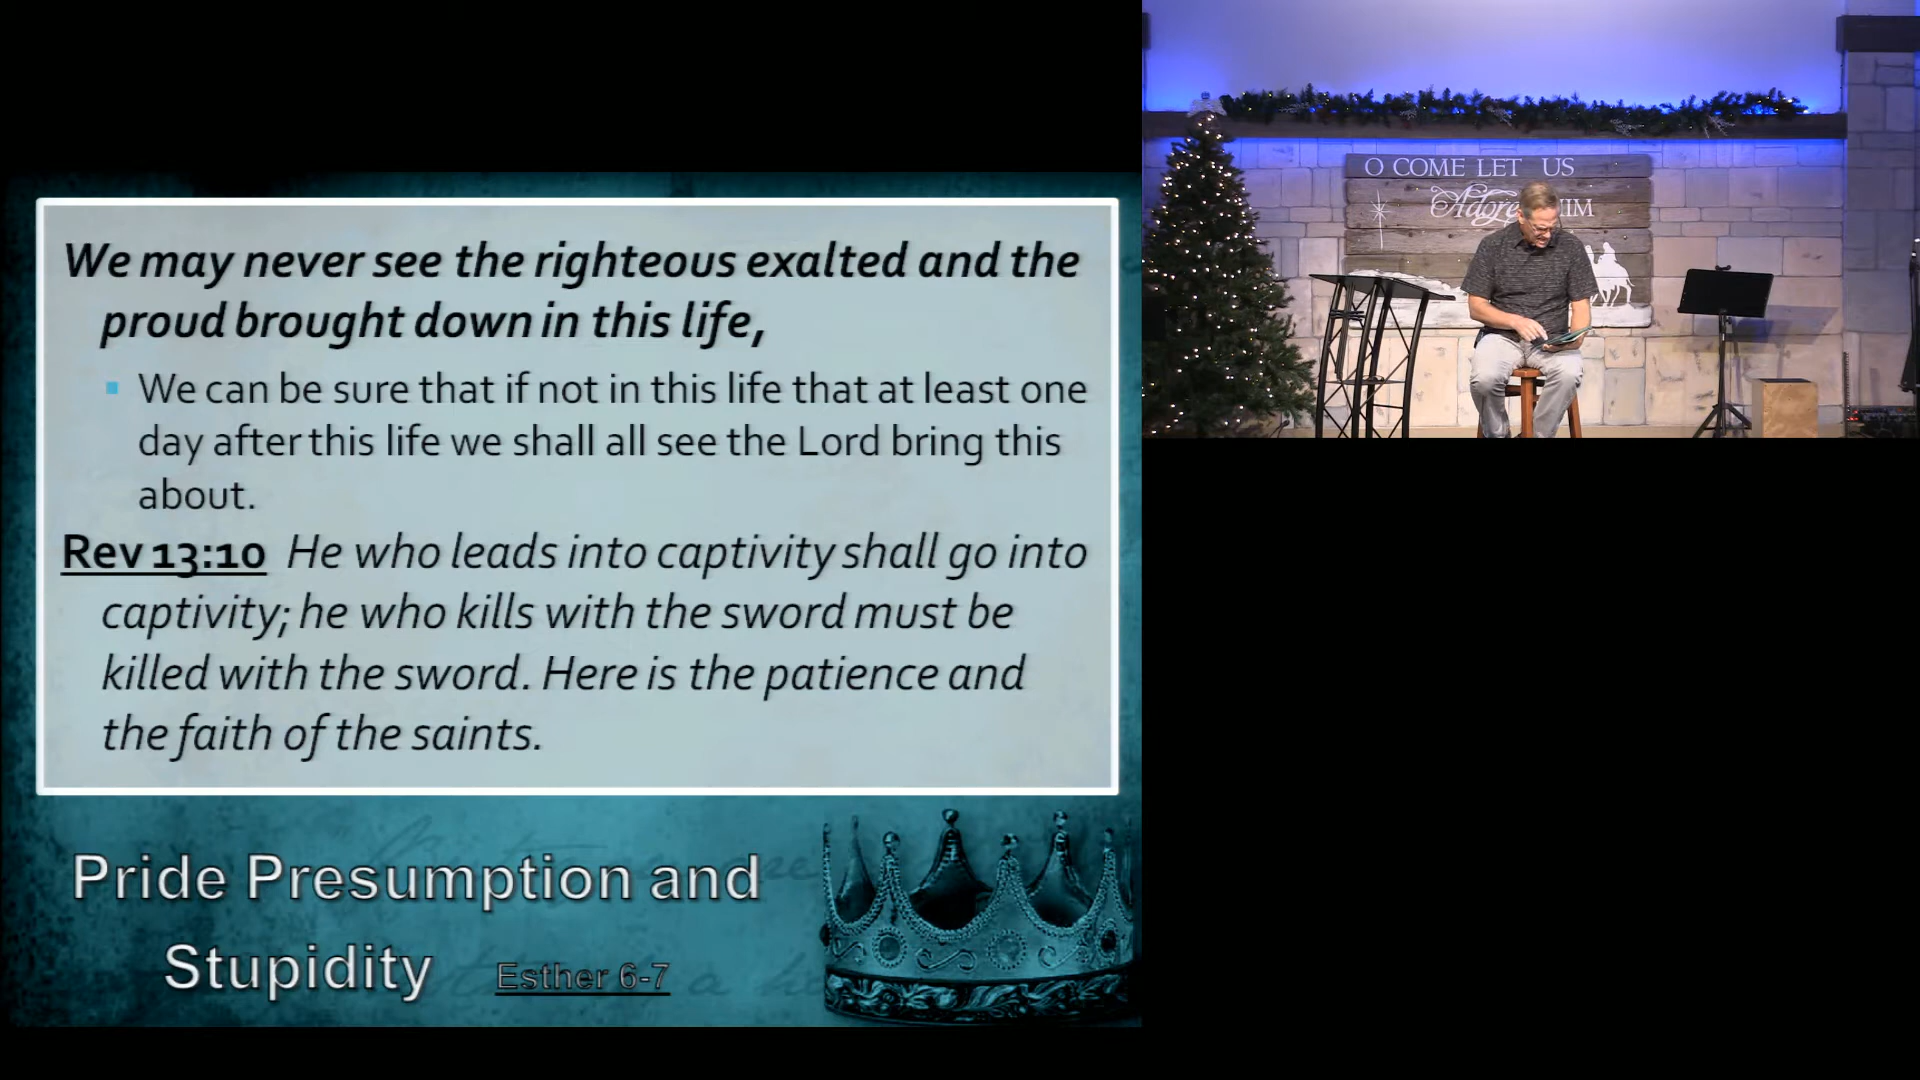 We may never see the righteous exalted and the
proud brought down in this life,
We can be sure that if not in this life that at least one
day after this life we shall all see the Lord bring this
about.
Rev 13:10 He who leads into captivity shall go into
captivity; he who kills with the sword must be
killed with the sword. Here is the patience and
the faith of the saints.
Pride Presumption and
Stupidity Esther 6-7
O COME LET US
Adore HIM